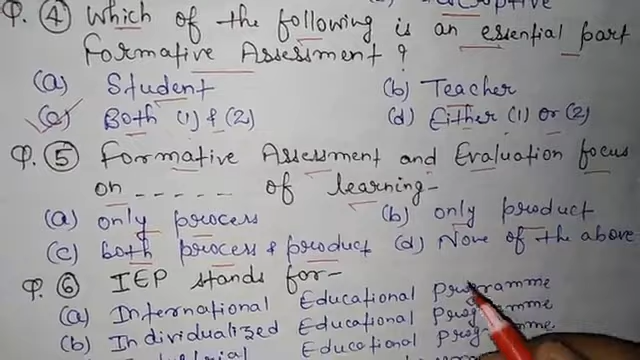 Q. ④ Which of the following is an essential part
Formative Assessment ?
(a) Student (b) Teacher
(c) Both (1) & (2) (d) Either (1) or (2)
Q. ⑤ Formative Assessment and Evaluation focus
on _ _ _ _ _ of learning-
(a) only process (b) only product
(c) both process & product (d) None of the above
Q. ⑥ IEP stands for-
(a) International Educational programme
(b) Individualized Educational programme
Educational programme